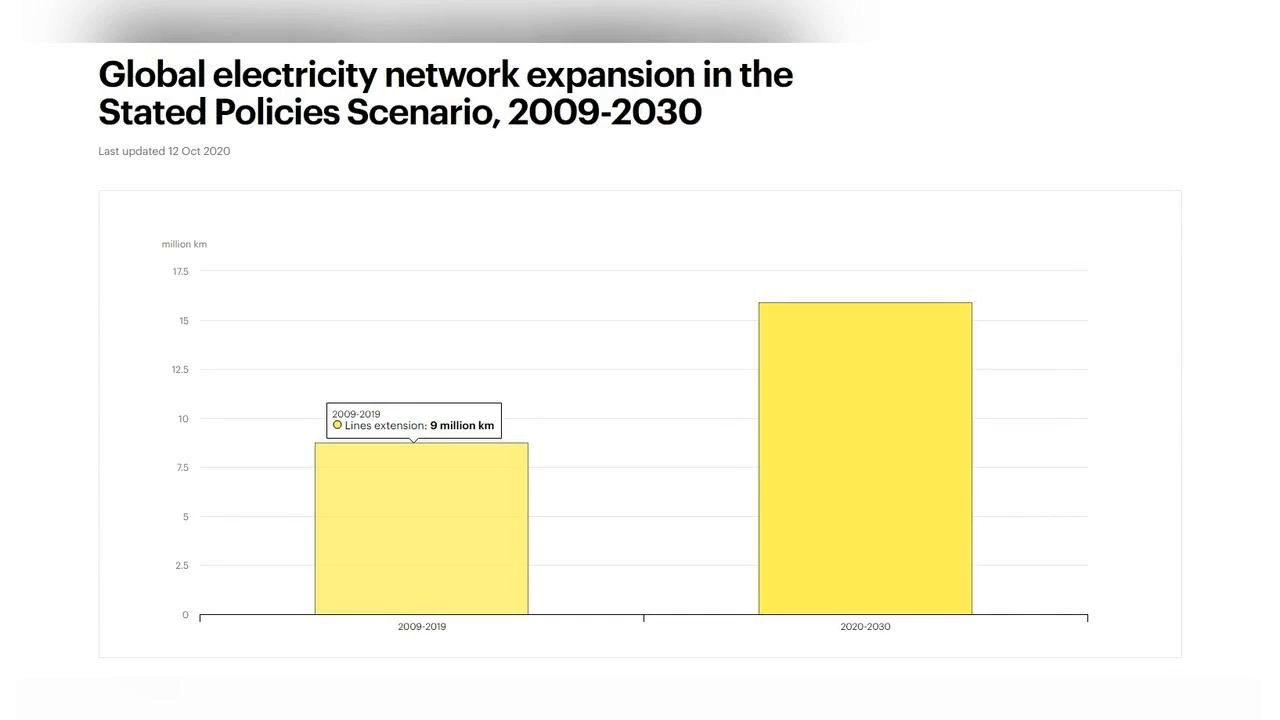 Global electricity network expansion in the
Stated Policies Scenario, 2009-2030
Last updated 12 Oct 2020
million km
17.5
15
12.5
10
2009-2019
Lines extension: 9 million km
7.5
5
2.5
0
2009-2019
2020-2030